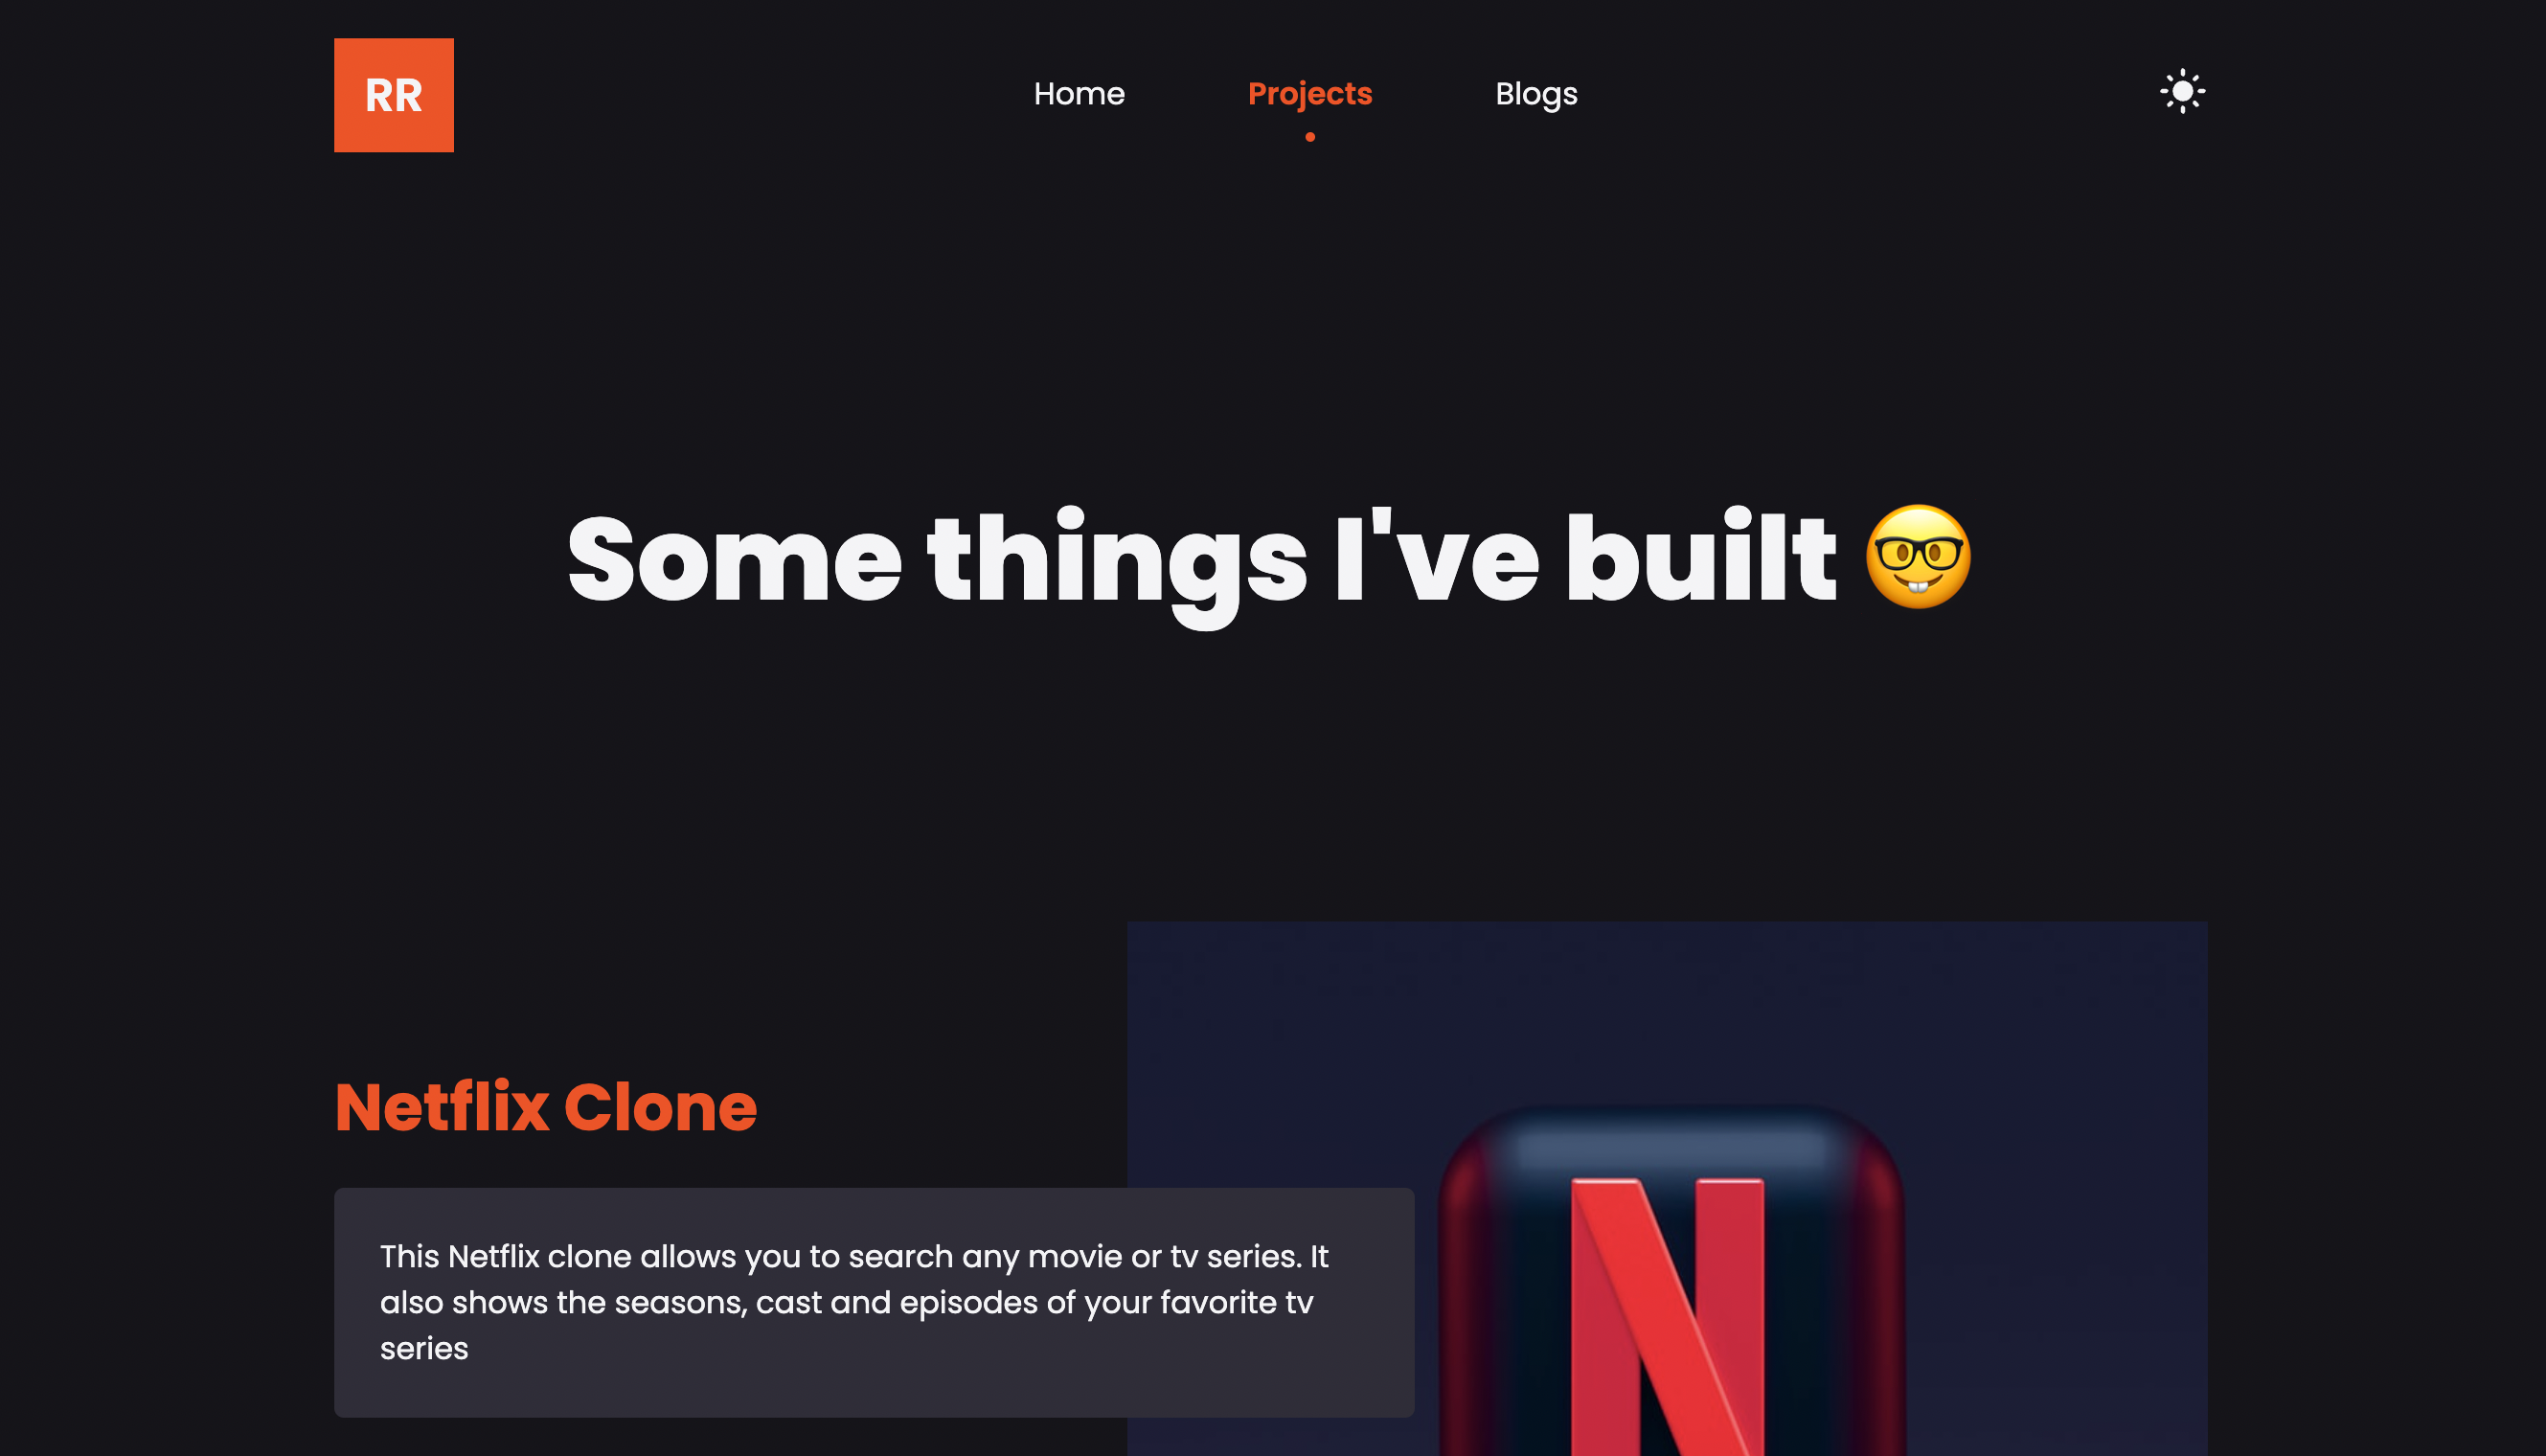 RR
Home Projects Blogs
Some things I've built 🤓
Netflix Clone
This Netflix clone allows you to search any movie or tv series. It
also shows the seasons, cast and episodes of your favorite tv
series
N